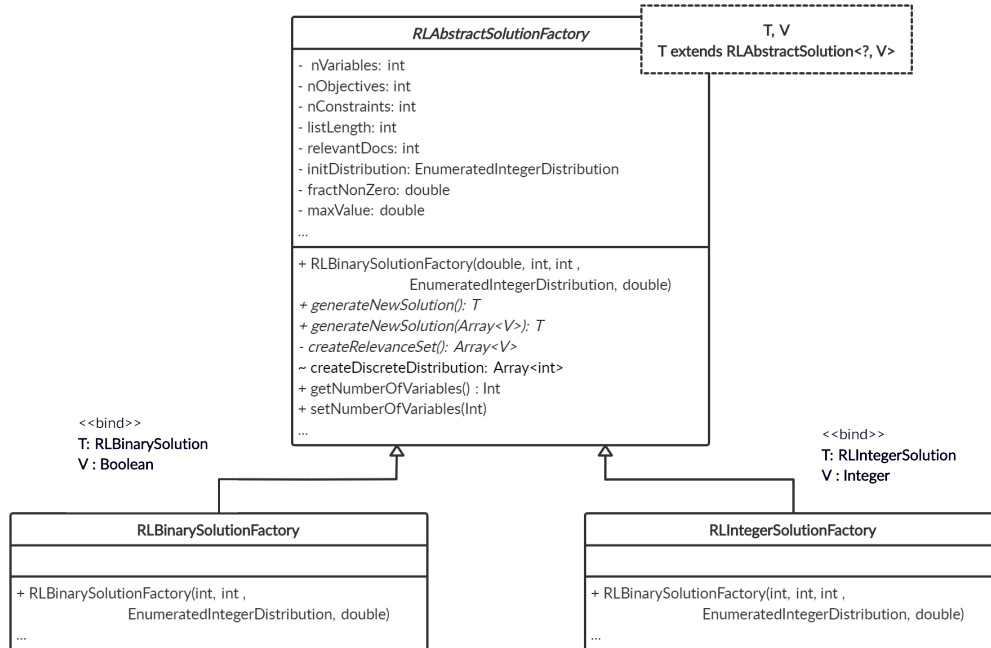 RLAbstractSolutionFactory
T, V
T extends RLAbstractSolution<?, V>
- nVariables: int
- nObjectives: int
- nConstraints: int
- listLength: int
- relevantDocs: int
- initDistribution: EnumeratedIntegerDistribution
- fractNonZero: double
- maxValue: double
...
+ RLBinarySolutionFactory(double, int, int ,
EnumeratedIntegerDistribution, double)
+ generateNewSolution(): T
+ generateNewSolution(Array<V>): T
- createRelevanceSet(): Array<V>
~ createDiscreteDistribution: Array<int>
+ getNumberOfVariables() : Int
+ setNumberOfVariables(Int)
...
<<bind>>
T: RLBinarySolution
V : Boolean
<<bind>>
T: RLIntegerSolution
V : Integer
RLBinarySolutionFactory
+ RLBinarySolutionFactory(int, int ,
EnumeratedIntegerDistribution, double)
...
RLIntegerSolutionFactory
+ RLBinarySolutionFactory(int, int, int ,
EnumeratedIntegerDistribution, double)
...